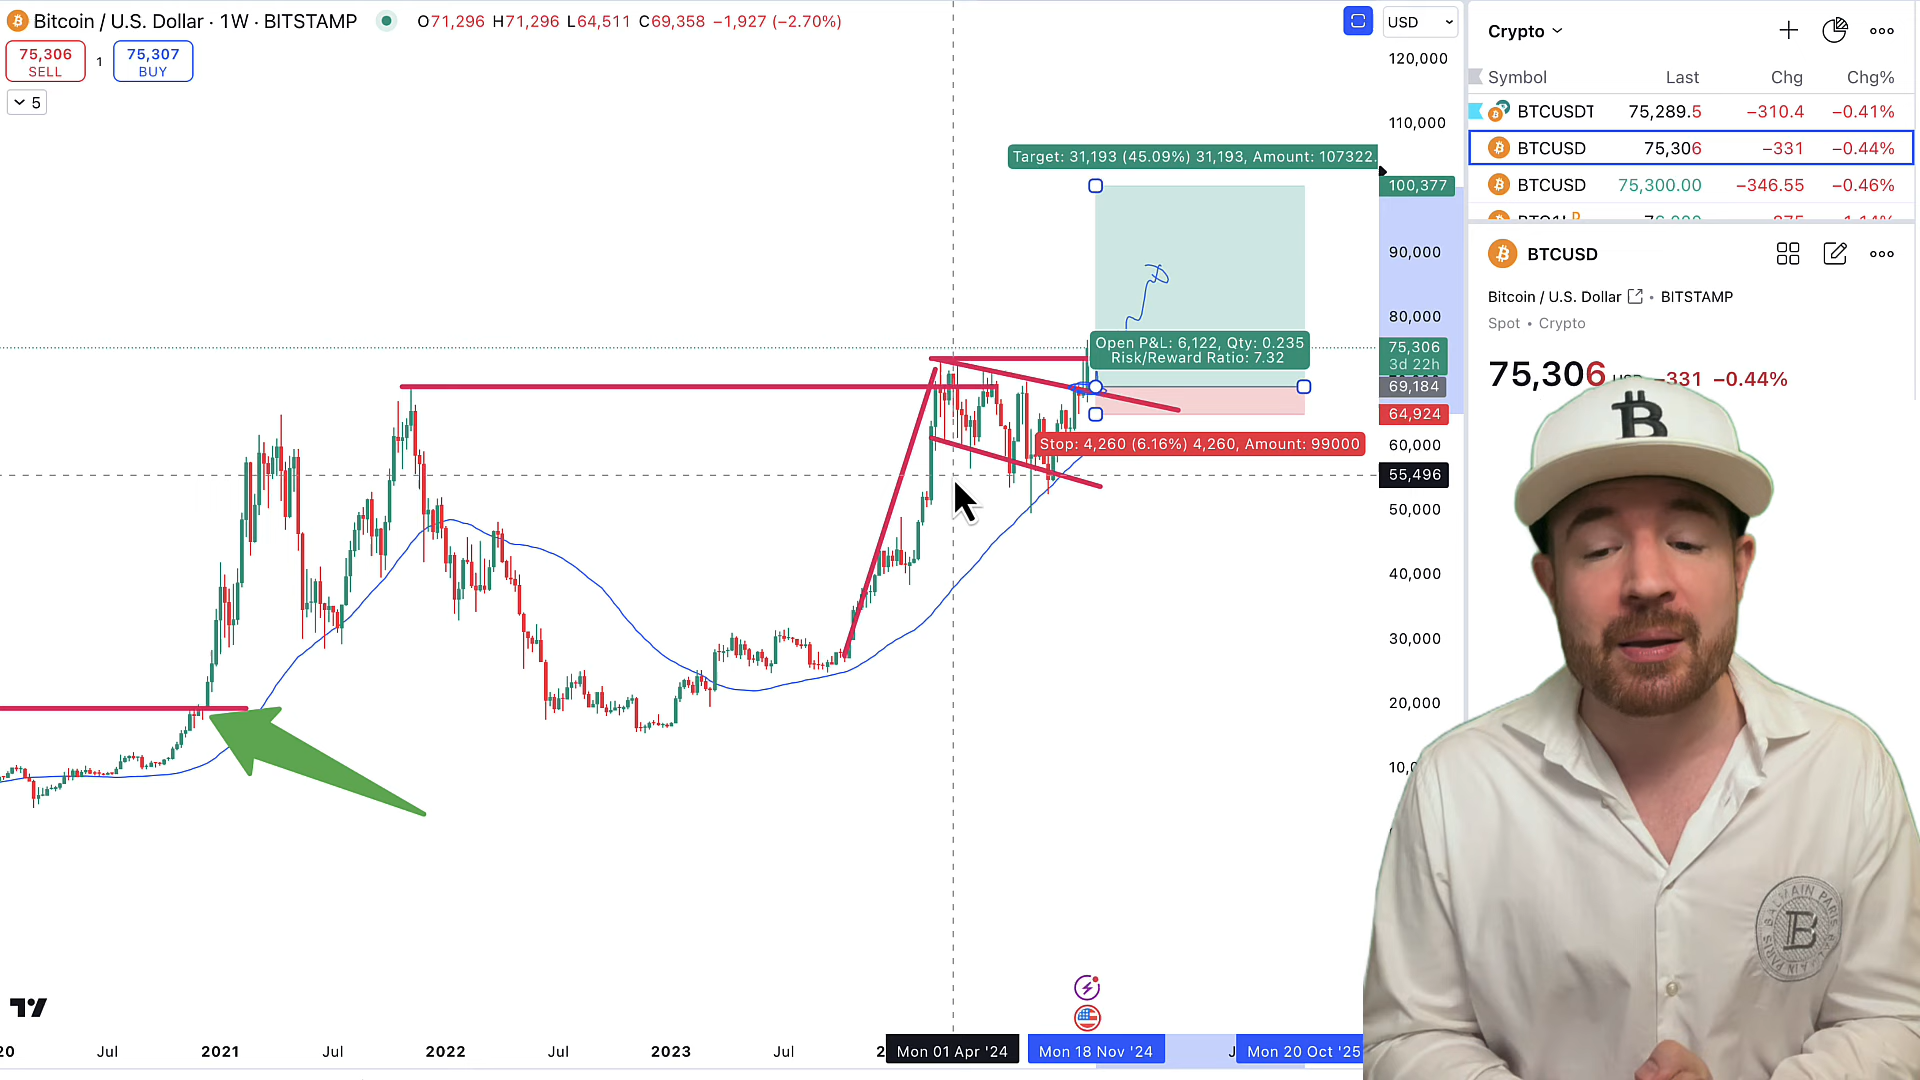 Bitcoin / U.S. Dollar · 1W · BITSTAMP O71,296 H71,296 L64,511 C69,358 −1,927 (−2.70%)
75,306 SELL 1 75,307 BUY
5
USD
120,000
110,000
Target: 31,193 (45.09%) 31,193, Amount: 107322.
100,377
90,000
80,000
Open P&L: 6,122, Qty: 0.235
Risk/Reward Ratio: 7.32
75,306
3d 22h
69,184
64,924
Stop: 4,260 (6.16%) 4,260, Amount: 99000
60,000
55,496
50,000
40,000
30,000
20,000
Jul 2021 Jul 2022 Jul 2023 Jul Mon 01 Apr '24 Mon 18 Nov '24 Mon 20 Oct '25
Crypto
Symbol Last Chg Chg%
BTCUSDT 75,289.5 −310.4 −0.41%
BTCUSD 75,306 −331 −0.44%
BTCUSD 75,300.00 −346.55 −0.46%
BTCUSD
Bitcoin / U.S. Dollar • BITSTAMP
Spot • Crypto
75,306 −331 −0.44%
B
BALMAIN PARIS
B